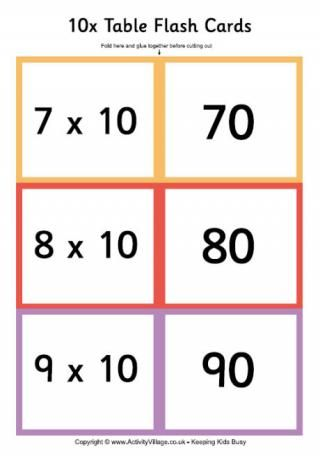 10x Table Flash Cards
Fold here and glue together before cutting out
7 x 10
70
8 x 10
80
9 x 10
90
Copyright © www.ActivityVillage.co.uk - Keeping Kids Busy